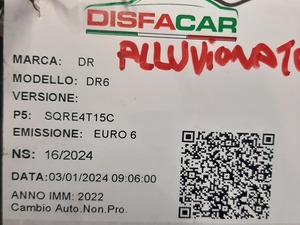 DISFACAR
MARCA: DR
ALLUVIONATO
MODELLO: DR6
VERSIONE:
P5: SQRE4T15C
EMISSIONE: EURO 6
NS: 16/2024
DATA:03/01/2024 09:06:00
ANNO IMM: 2022
Cambio Auto.Non.Pro.